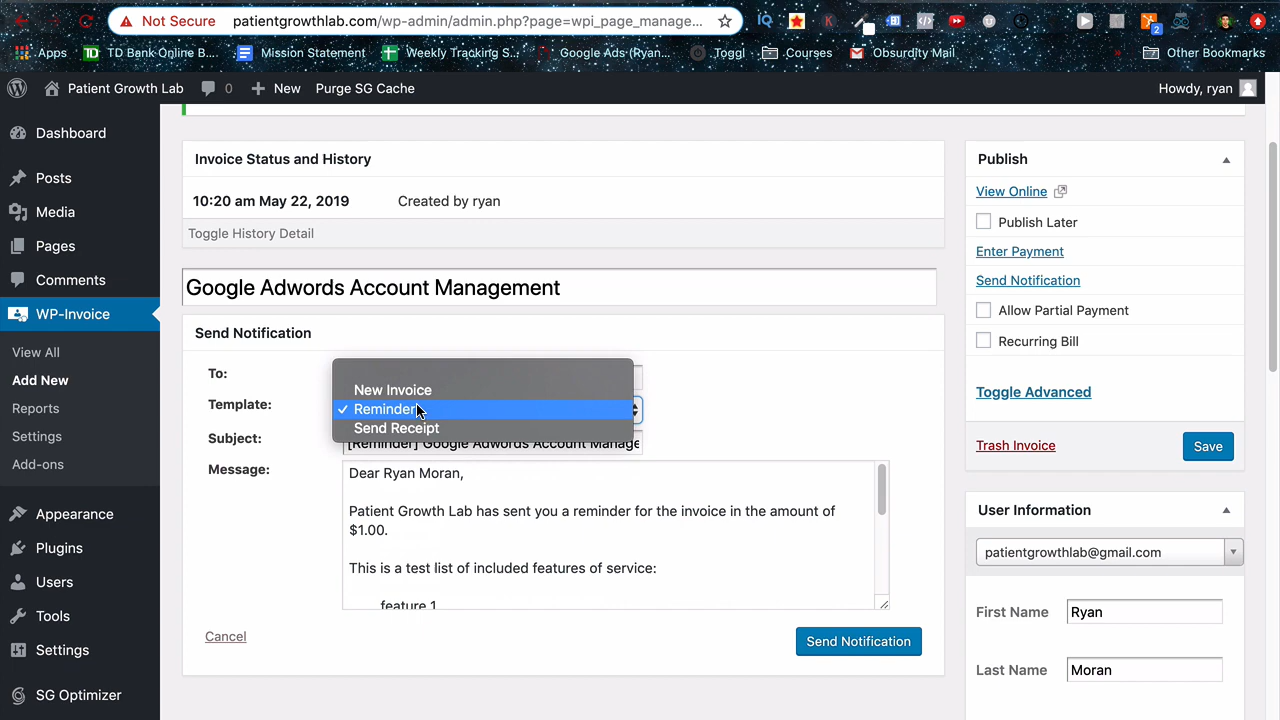 Not Secure patientgrowthlab.com/wp-admin/admin.php?page=wpi_page_manage...
Apps TD Bank Online B... Mission Statement Weekly Tracking S... Google Ads (Ryan... Toggl Courses Absurdity Mail Other Bookmarks
Patient Growth Lab 0 New Purge SG Cache Howdy, ryan
Dashboard
Posts
Media
Pages
Comments
WP-Invoice
View All
Add New
Reports
Settings
Add-ons
Appearance
Plugins
Users
Tools
Settings
SG Optimizer
Invoice Status and History
10:20 am May 22, 2019 Created by ryan
Toggle History Detail
Google Adwords Account Management
Send Notification
To:
Template:
New Invoice
✓ Reminder
Send Receipt
Subject: [Reminder] Google Adwords Account Manage
Message:
Dear Ryan Moran,
Patient Growth Lab has sent you a reminder for the invoice in the amount of
$1.00.
This is a test list of included features of service:
feature 1
Cancel
Send Notification
Publish
View Online
Publish Later
Enter Payment
Send Notification
Allow Partial Payment
Recurring Bill
Toggle Advanced
Trash Invoice Save
User Information
patientgrowthlab@gmail.com
First Name Ryan
Last Name Moran